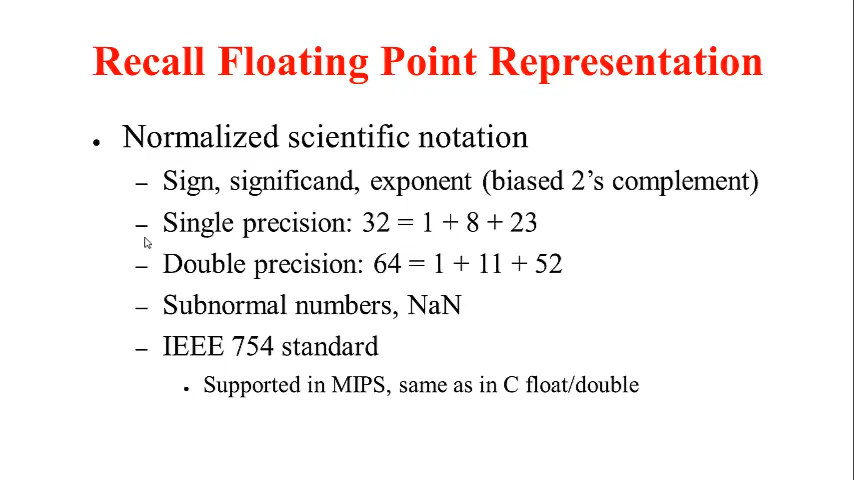 Recall Floating Point Representation
• Normalized scientific notation
– Sign, significand, exponent (biased 2’s complement)
– Single precision: 32 = 1 + 8 + 23
– Double precision: 64 = 1 + 11 + 52
– Subnormal numbers, NaN
– IEEE 754 standard
• Supported in MIPS, same as in C float/double